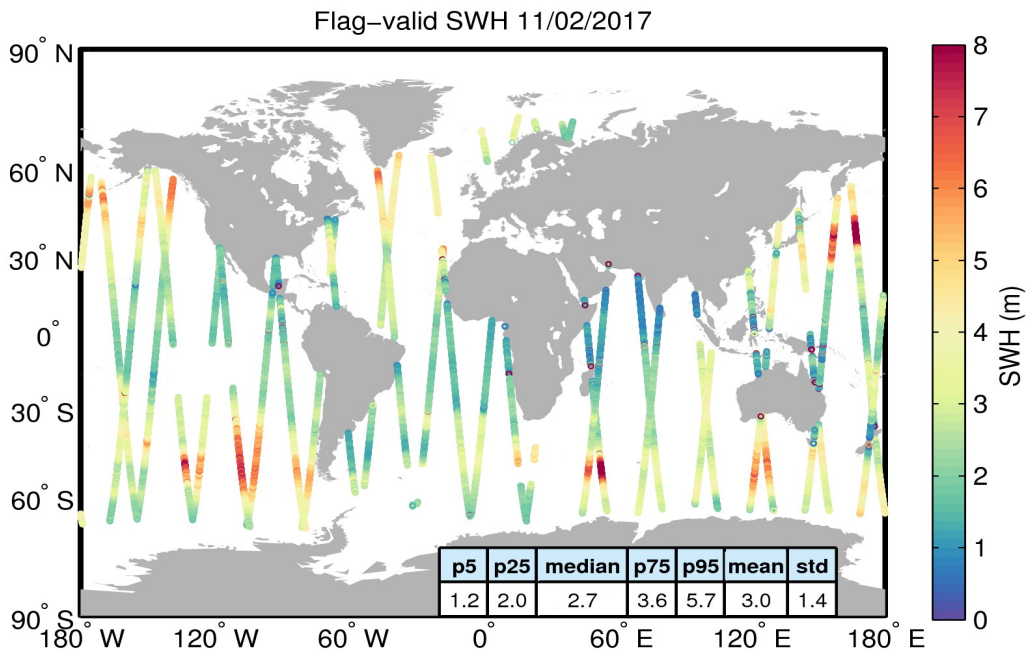 Flag−valid SWH 11/02/2017
90° N
60° N
30° N
0°
30° S
60° S
90° S
180° W
120° W
60° W
0°
60° E
120° E
180° E
8
7
6
5
4
3
2
1
0
SWH (m)
p5 p25 median p75 p95 mean std
1.2 2.0 2.7 3.6 5.7 3.0 1.4